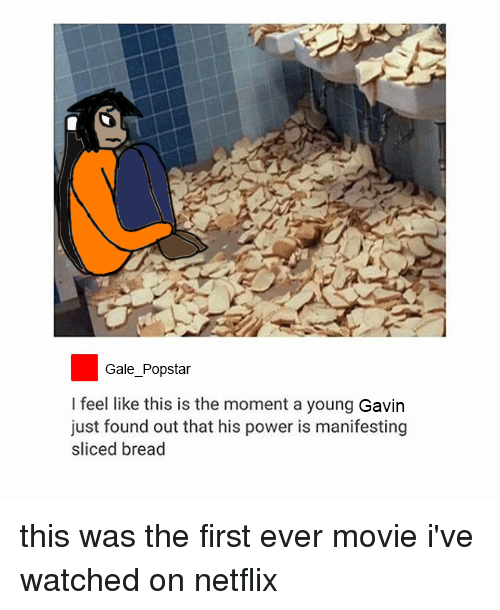 Gale_Popstar
I feel like this is the moment a young Gavin
just found out that his power is manifesting
sliced bread
this was the first ever movie i've
watched on netflix